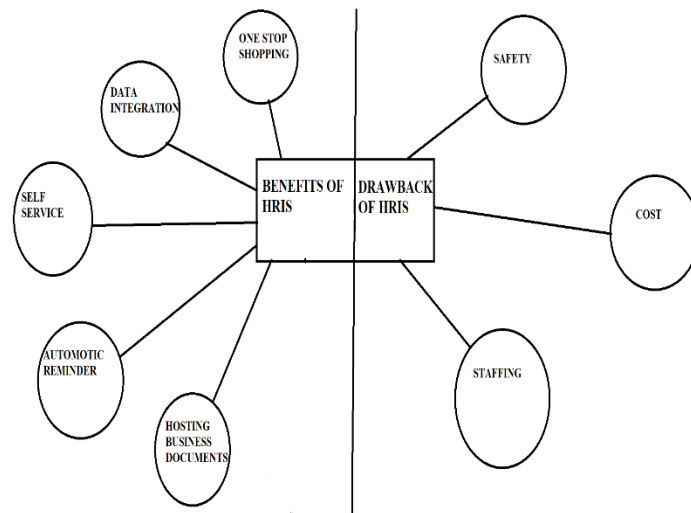 ONE STOP
SHOPPING
DATA
INTEGRATION
SELF
SERVICE
AUTOMOTIC
REMINDER
HOSTING
BUSINESS
DOCUMENTS
BENEFITS OF
HRIS
DRAWBACK
OF HRIS
SAFETY
COST
STAFFING